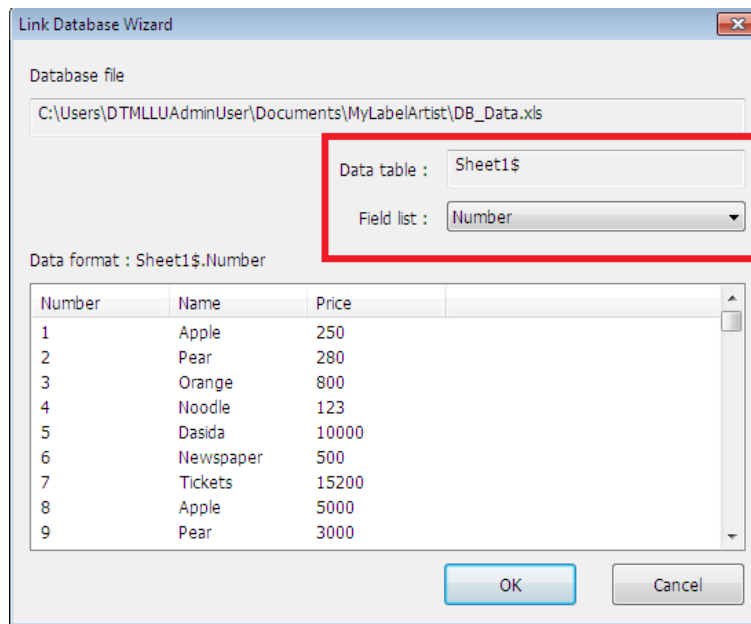 Link Database Wizard
Database file
C:\Users\DTMLLUAdminUser\Documents\MyLabelArtist\DB_Data.xls
Data table : Sheet1$
Field list : Number
Data format : Sheet1$.Number
Number Name Price
1 Apple 250
2 Pear 280
3 Orange 800
4 Noodle 123
5 Dasida 10000
6 Newspaper 500
7 Tickets 15200
8 Apple 5000
9 Pear 3000
OK Cancel